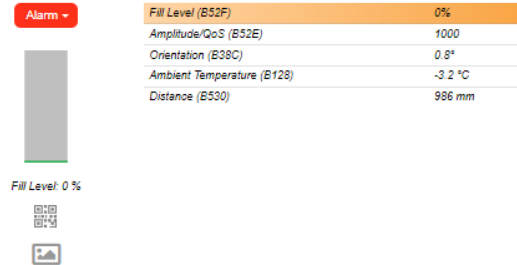 Alarm
Fill Level (B52F) 0%
Amplitude/QoS (B52E) 1000
Orientation (B38C) 0.8°
Ambient Temperature (B128) -3.2 °C
Distance (B530) 986 mm
Fill Level: 0 %